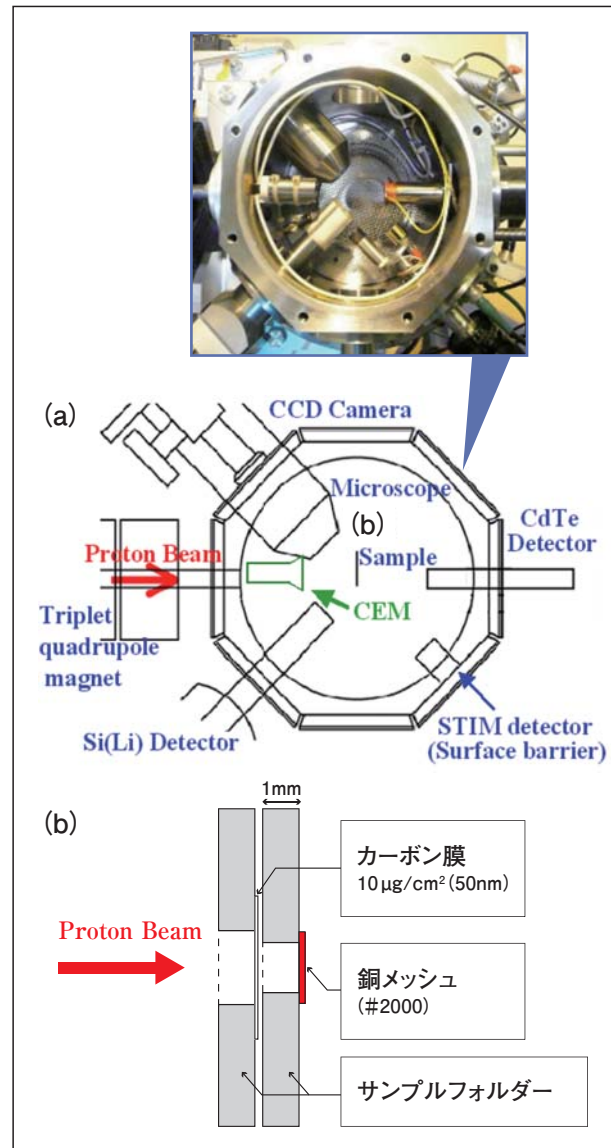 (a)
CCD Camera
Microscope
(b)
CdTe
Detector
Proton Beam
Sample
CEM
Triplet
quadrupole
magnet
Si(Li) Detector
STIM detector
(Surface barrier)
(b)
1mm
カーボン膜
10μg/cm²(50nm)
Proton Beam
銅メッシュ
(#2000)
サンプルフォルダー